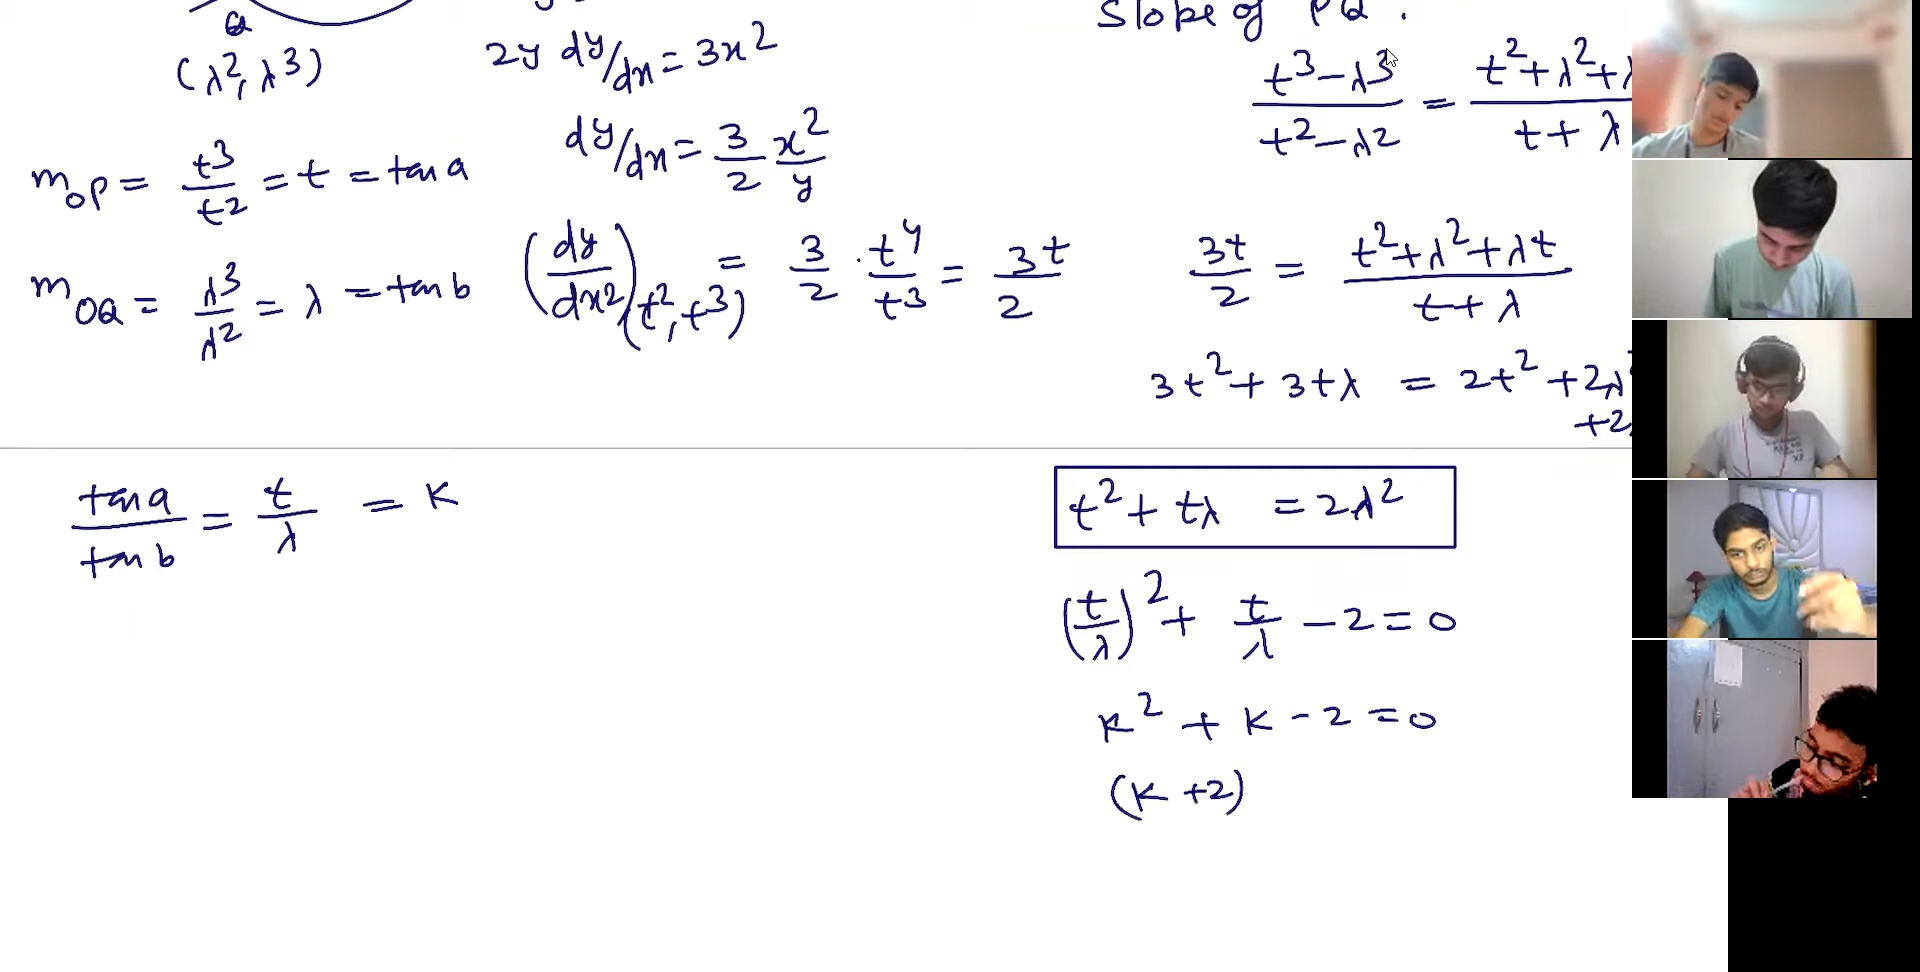 Q
(λ², λ³)
2y dy/dx = 3x²
dy/dx = 3/2 x²/y
m_OP = t³/t² = t = tan a
m_OQ = λ³/λ² = λ = tan b
(dy/dx²)(t², t³) = 3/2 · t⁴/t³ = 3t/2
Slope of PQ.
t³-λ³/t²-λ² = t²+λ²+λ/t+λ
3t/2 = t²+λ²+λt/t+λ
3t² + 3tλ = 2t² + 2λ²
+2
tan a/tan b = t/λ = K
t² + tλ = 2λ²
(t/λ)² + t/λ - 2 = 0
K² + K - 2 = 0
(K + 2)